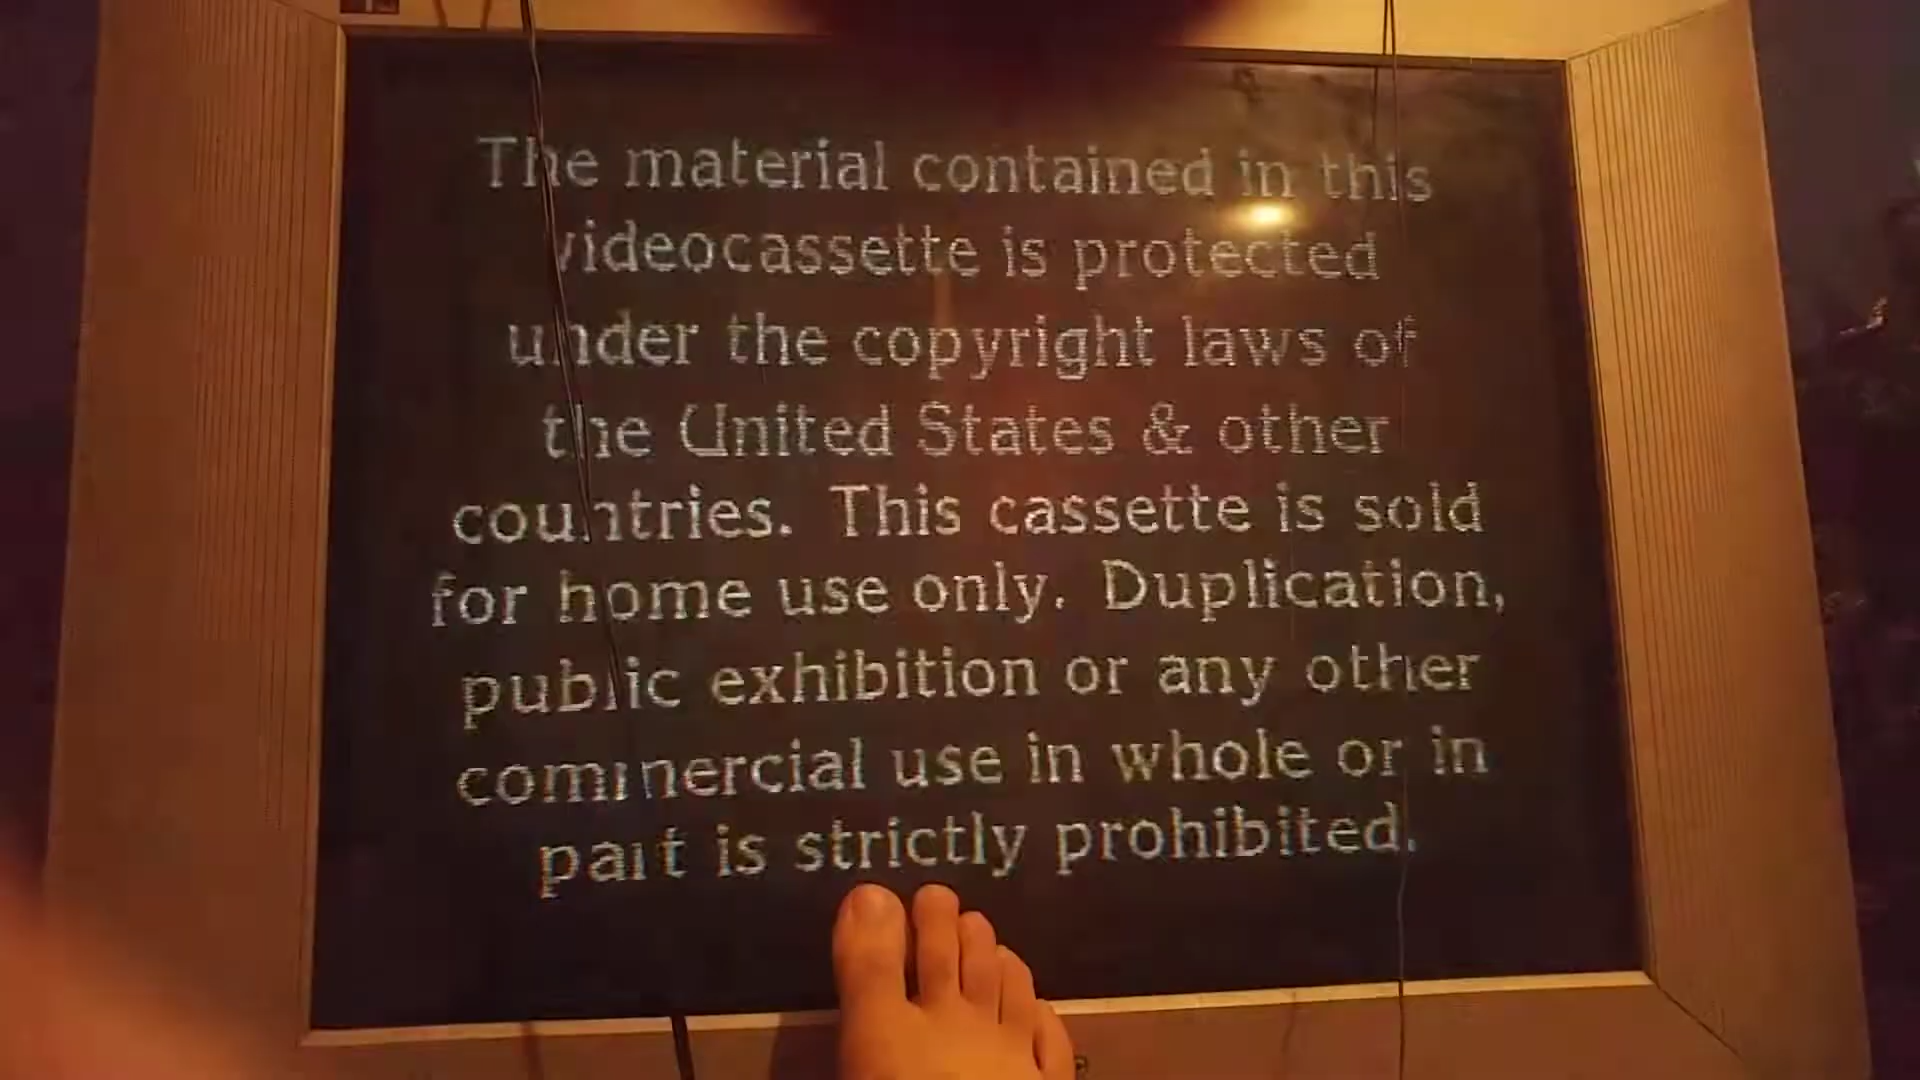 The material contained in this
videocassette is protected
under the copyright laws of
the United States & other
countries. This cassette is sold
for home use only. Duplication,
public exhibition or any other
commercial use in whole or in
part is strictly prohibited.